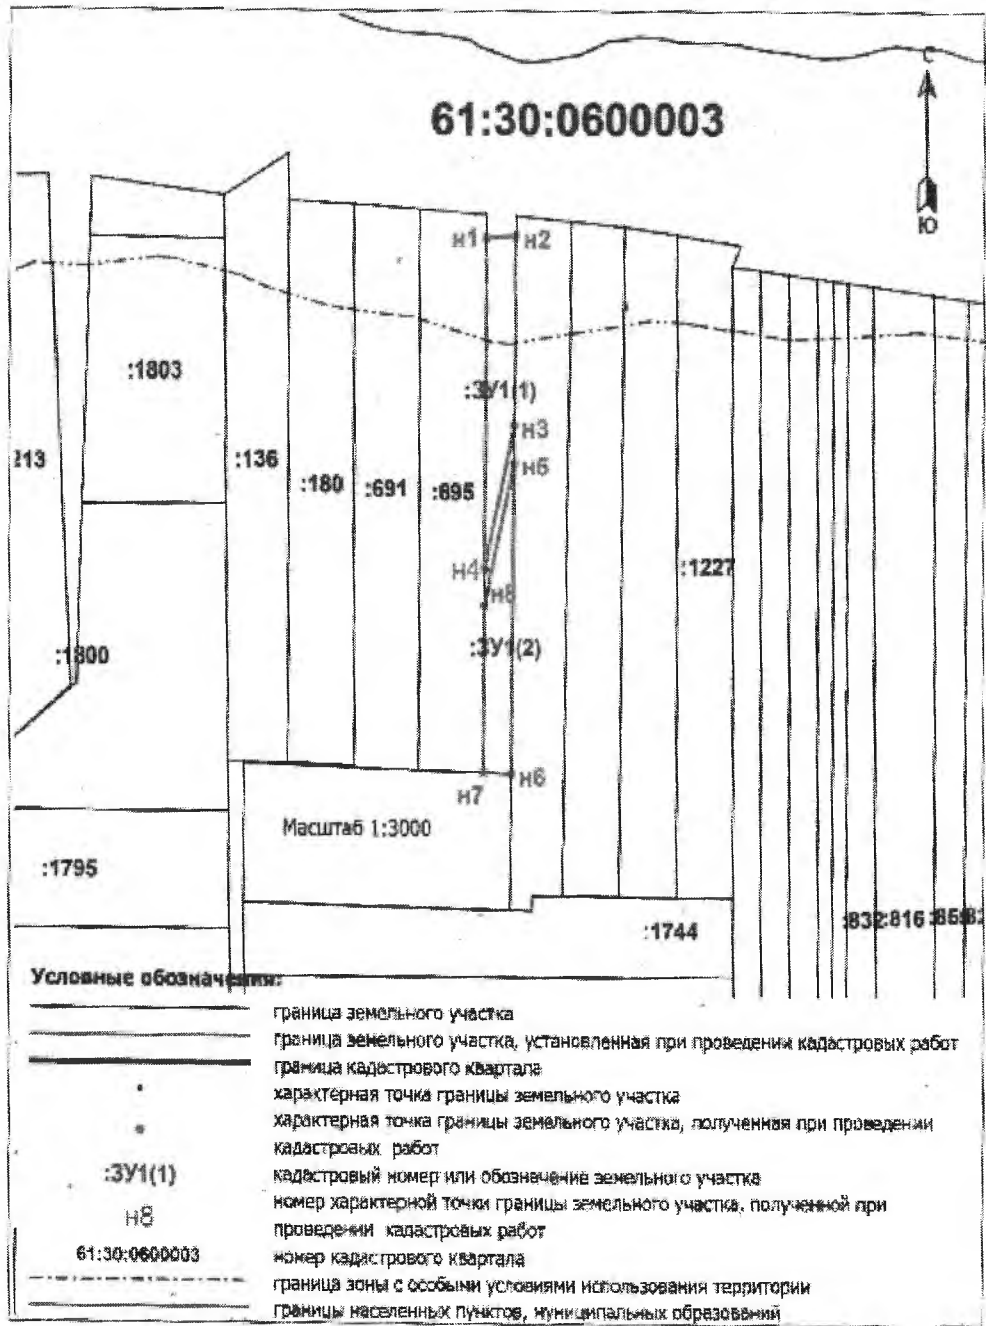 С
61:30:0600003
Ю
н1
н2
:1803
:ЗУ1(1)
н3
213
:136
:180
:691
:695
н5
н4
:1227
н8
:1800
:ЗУ1(2)
н7
н6
Масштаб 1:3000
:1795
:1744
:832
:816
Условные обозначения:
граница земельного участка
граница земельного участка, установленная при проведении кадастровых работ
граница кадастрового квартала
характерная точка границы земельного участка
характерная точка границы земельного участка, полученная при проведении
кадастровых работ
:ЗУ1(1)
кадастровый номер или обозначение земельного участка
н8
номер характерной точки границы земельного участка, полученной при
проведении кадастровых работ
61:30:0600003
номер кадастрового квартала
граница зоны с особыми условиями использования территории
границы населенных пунктов, муниципальных образований